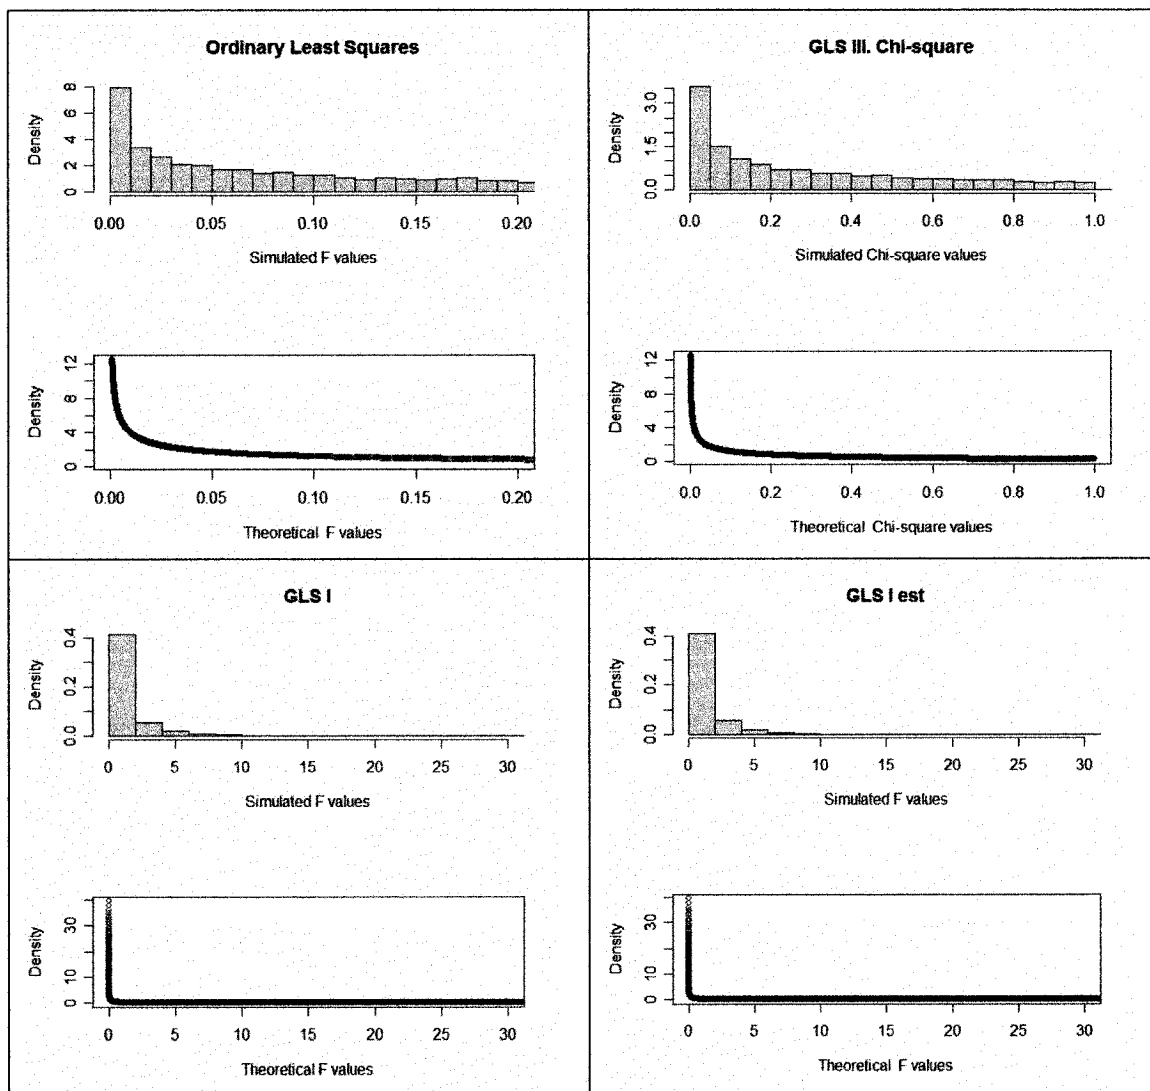 Ordinary Least Squares
Density
0 2 4 6 8
0.00 0.05 0.10 0.15 0.20
Simulated F values
Density
0 4 8 12
0.00 0.05 0.10 0.15 0.20
Theoretical F values
GLS III. Chi-square
Density
0.0 1.5 3.0
0.0 0.2 0.4 0.6 0.8 1.0
Simulated Chi-square values
Density
0 4 8 12
0.0 0.2 0.4 0.6 0.8 1.0
Theoretical Chi-square values
GLS I
Density
0.0 0.2 0.4
0 5 10 15 20 25 30
Simulated F values
Density
0 10 30
0 5 10 15 20 25 30
Theoretical F values
GLS I est
Density
0.0 0.2 0.4
0 5 10 15 20 25 30
Simulated F values
Density
0 10 30
0 5 10 15 20 25 30
Theoretical F values